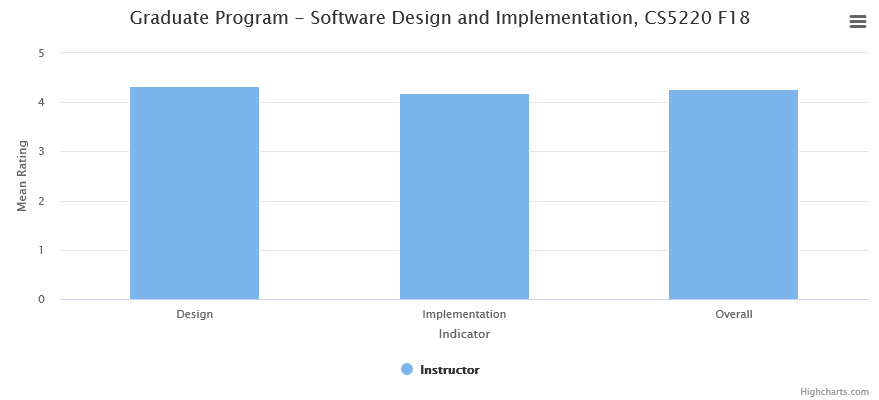 Graduate Program - Software Design and Implementation, CS5220 F18
5
4
3
2
1
0
Mean Rating
Design
Implementation
Overall
Indicator
Instructor
Highcharts.com